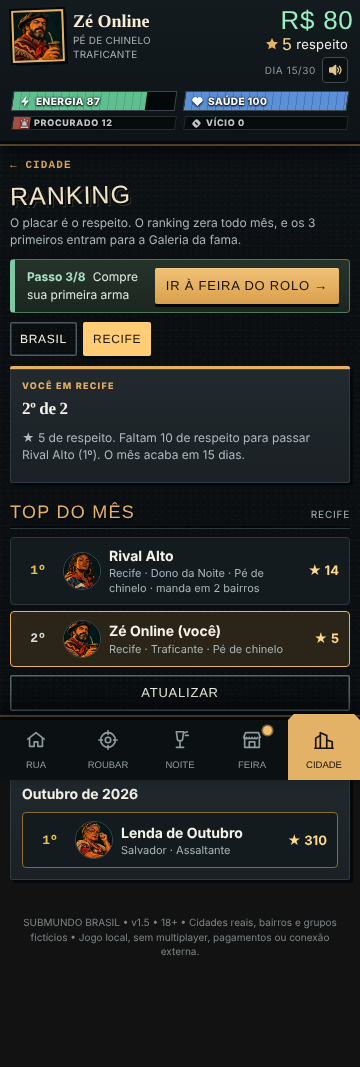 Zé Online
PÉ DE CHINELO
TRAFICANTE
R$ 80
★ 5 respeito
DIA 15/30
ENERGIA 87
SAÚDE 100
PROCURADO 12
VÍCIO 0
← CIDADE
RANKING
O placar é o respeito. O ranking zera todo mês, e os 3
primeiros entram para a Galeria da fama.
Passo 3/8 Compre
sua primeira arma
IR À FEIRA DO ROLO →
BRASIL
RECIFE
VOCÊ EM RECIFE
2º de 2
★ 5 de respeito. Faltam 10 de respeito para passar
Rival Alto (1º). O mês acaba em 15 dias.
TOP DO MÊS
RECIFE
1º
Rival Alto
Recife · Dono da Noite · Pé de
chinelo · manda em 2 bairros
★ 14
2º
Zé Online (você)
Recife · Traficante · Pé de chinelo
★ 5
ATUALIZAR
RUA
ROUBAR
NOITE
FEIRA
CIDADE
Outubro de 2026
1º
Lenda de Outubro
Salvador · Assaltante
★ 310
SUBMUNDO BRASIL • v1.5 • 18+ • Cidades reais, bairros e grupos
fictícios • Jogo local, sem multiplayer, pagamentos ou conexão
externa.